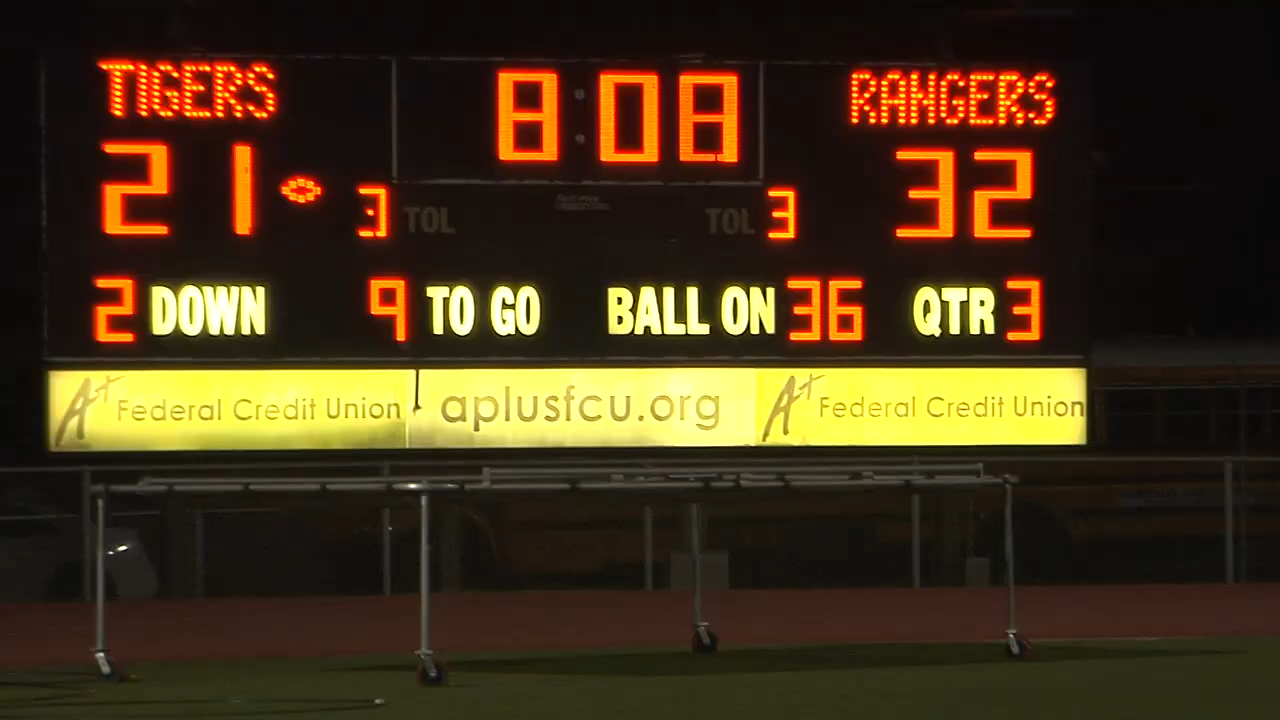 TIGERS 8:08 RANGERS
21 3 TOL TOL 3 32
2 DOWN 9 TO GO BALL ON 36 QTR 3
A+ Federal Credit Union aplusfcu.org A+ Federal Credit Union